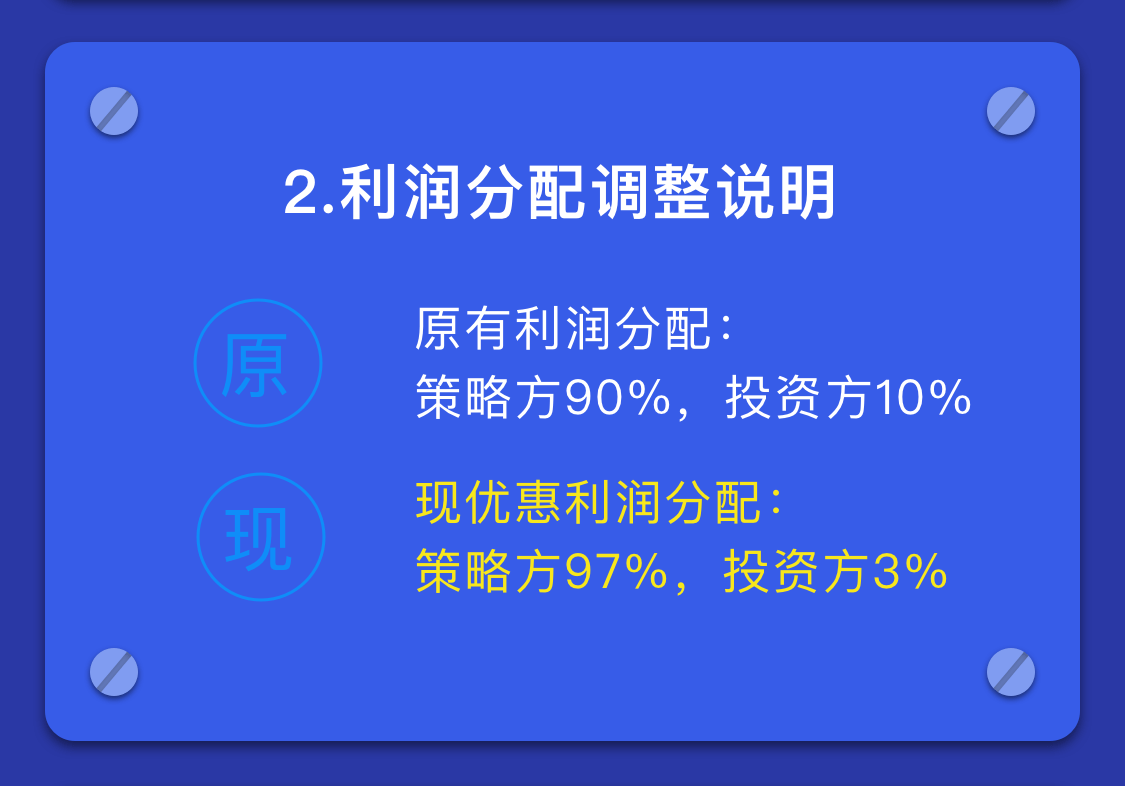 2.利润分配调整说明
原
原有利润分配：
策略方90%，投资方10%
现
现优惠利润分配：
策略方97%，投资方3%